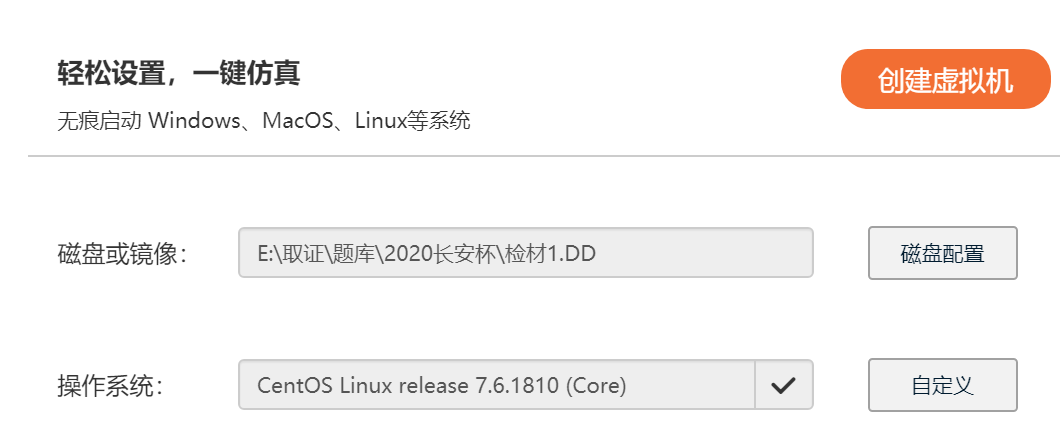 轻松设置，一键仿真
创建虚拟机
无痕启动 Windows、MacOS、Linux等系统
磁盘或镜像：
E:\取证\题库\2020长安杯\检材1.DD
磁盘配置
操作系统：
CentOS Linux release 7.6.1810 (Core)
自定义